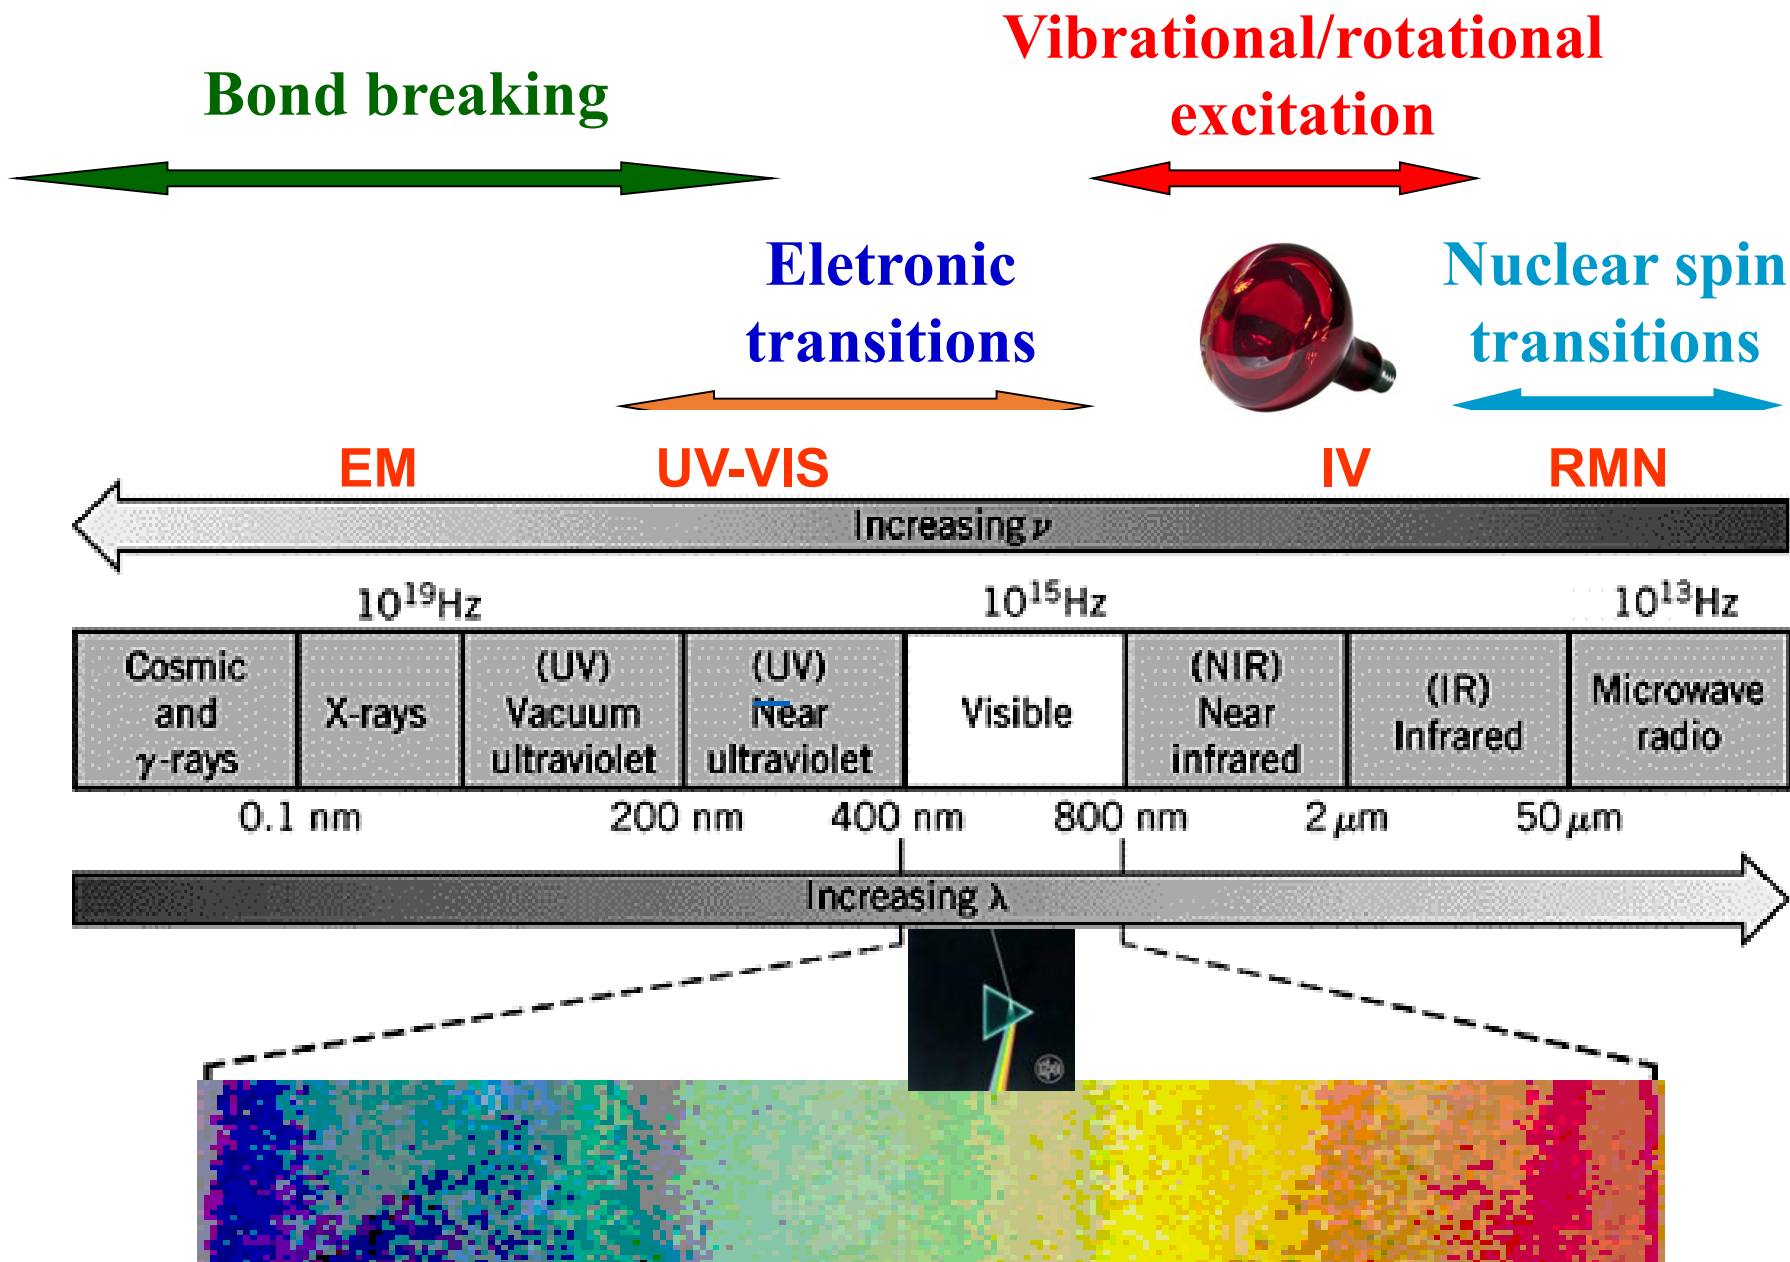 Vibrational/rotational
excitation
Bond breaking
Eletronic
transitions
Nuclear spin
transitions
EM UV-VIS IV RMN
Increasing ν
10¹⁹Hz 10¹⁵Hz 10¹³Hz
Cosmic
and
γ-rays
X-rays
(UV)
Vacuum
ultraviolet
(UV)
Near
ultraviolet
Visible
(NIR)
Near
infrared
(IR)
Infrared
Microwave
radio
0.1 nm 200 nm 400 nm 800 nm 2 μm 50 μm
Increasing λ